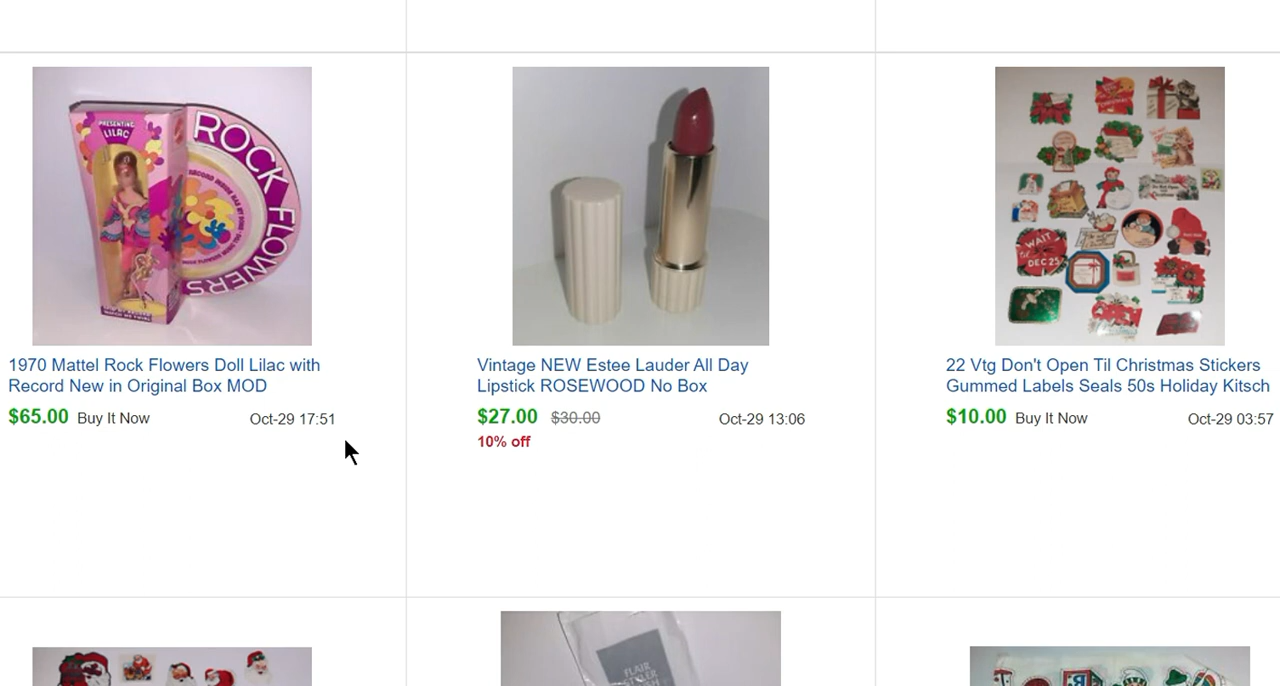 PRESENTING
LILAC
ROCK FLOWERS
WAIT
DEC 25
1970 Mattel Rock Flowers Doll Lilac with
Record New in Original Box MOD
$65.00 Buy It Now Oct-29 17:51
Vintage NEW Estee Lauder All Day
Lipstick ROSEWOOD No Box
$27.00 $30.00 Oct-29 13:06
10% off
22 Vtg Don't Open Til Christmas Stickers
Gummed Labels Seals 50s Holiday Kitsch
$10.00 Buy It Now Oct-29 03:57
FLAIR